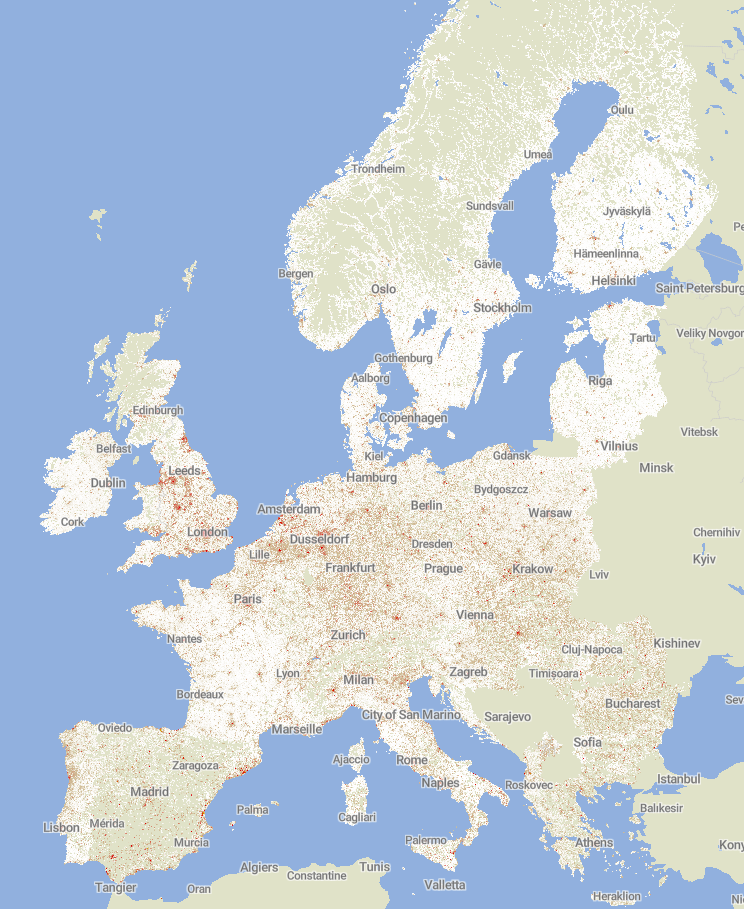 Oulu
Umeå
Trondheim
Sundsvall
Jyväskylä
Hämeenlinna
Gävle
Bergen
Helsinki
Oslo
Saint Petersburg
Stockholm
Tartu
Veliky Novgor
Gothenburg
Aalborg
Riga
Edinburgh
Copenhagen
Vitebsk
Belfast
Vilnius
Kiel
Gdańsk
Minsk
Leeds
Dublin
Hamburg
Bydgoszcz
Amsterdam
Berlin
Warsaw
Cork
London
Chernihiv
Dusseldorf
Dresden
Lille
Kyiv
Frankfurt
Prague
Krakow
Lviv
Paris
Vienna
Nantes
Zurich
Kishinev
Cluj-Napoca
Lyon
Milan
Zagreb
Timișoara
Bordeaux
Sev
Bucharest
City of San Marino
Sarajevo
Oviedo
Marseille
Sofia
Zaragoza
Ajaccio
Rome
Istanbul
Madrid
Naples
Roskovec
Palma
Balıkesir
Cagliari
Lisbon
Mérida
Murcia
Palermo
Athens
Kony
Algiers
Tunis
Constantine
Tangier
Oran
Valletta
Heraklion